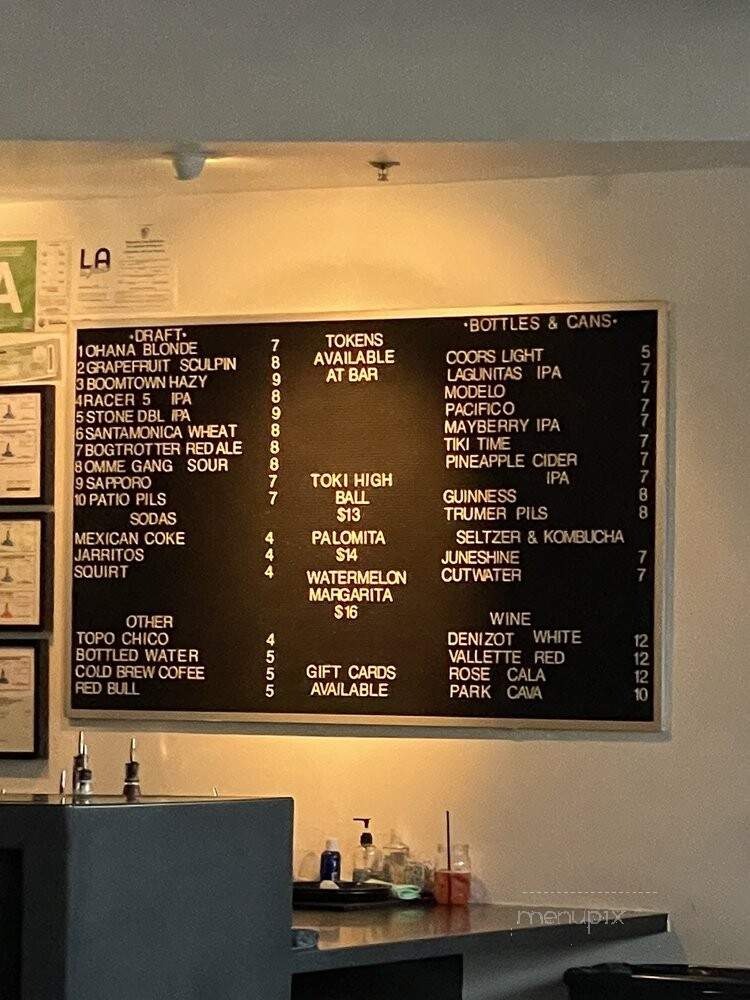 A
LA
·DRAFT·
1 OHANA BLONDE 7
2 GRAPEFRUIT SCULPIN 8
3 BOOMTOWN HAZY 9
4 RACER 5 IPA 8
5 STONE DBL IPA 9
6 SANTAMONICA WHEAT 8
7 BOGTROTTER RED ALE 8
8 OMME GANG SOUR 8
9 SAPPORO 7
10 PATIO PILS 7
SODAS
MEXICAN COKE 4
JARRITOS 4
SQUIRT 4
OTHER
TOPO CHICO 4
BOTTLED WATER 5
COLD BREW COFEE 5
RED BULL 5
TOKENS
AVAILABLE
AT BAR
TOKI HIGH
BALL
$13
PALOMITA
$14
WATERMELON
MARGARITA
$16
GIFT CARDS
AVAILABLE
·BOTTLES & CANS·
COORS LIGHT 5
LAGUNITAS IPA 7
MODELO 7
PACIFICO 7
MAYBERRY IPA 7
TIKI TIME 7
PINEAPPLE CIDER 7
IPA 7
GUINNESS 8
TRUMER PILS 8
SELTZER & KOMBUCHA
JUNESHINE 7
CUTWATER 7
WINE
DENIZOT WHITE 12
VALLETTE RED 12
ROSE CALA 12
PARK CAVA 10
menupix